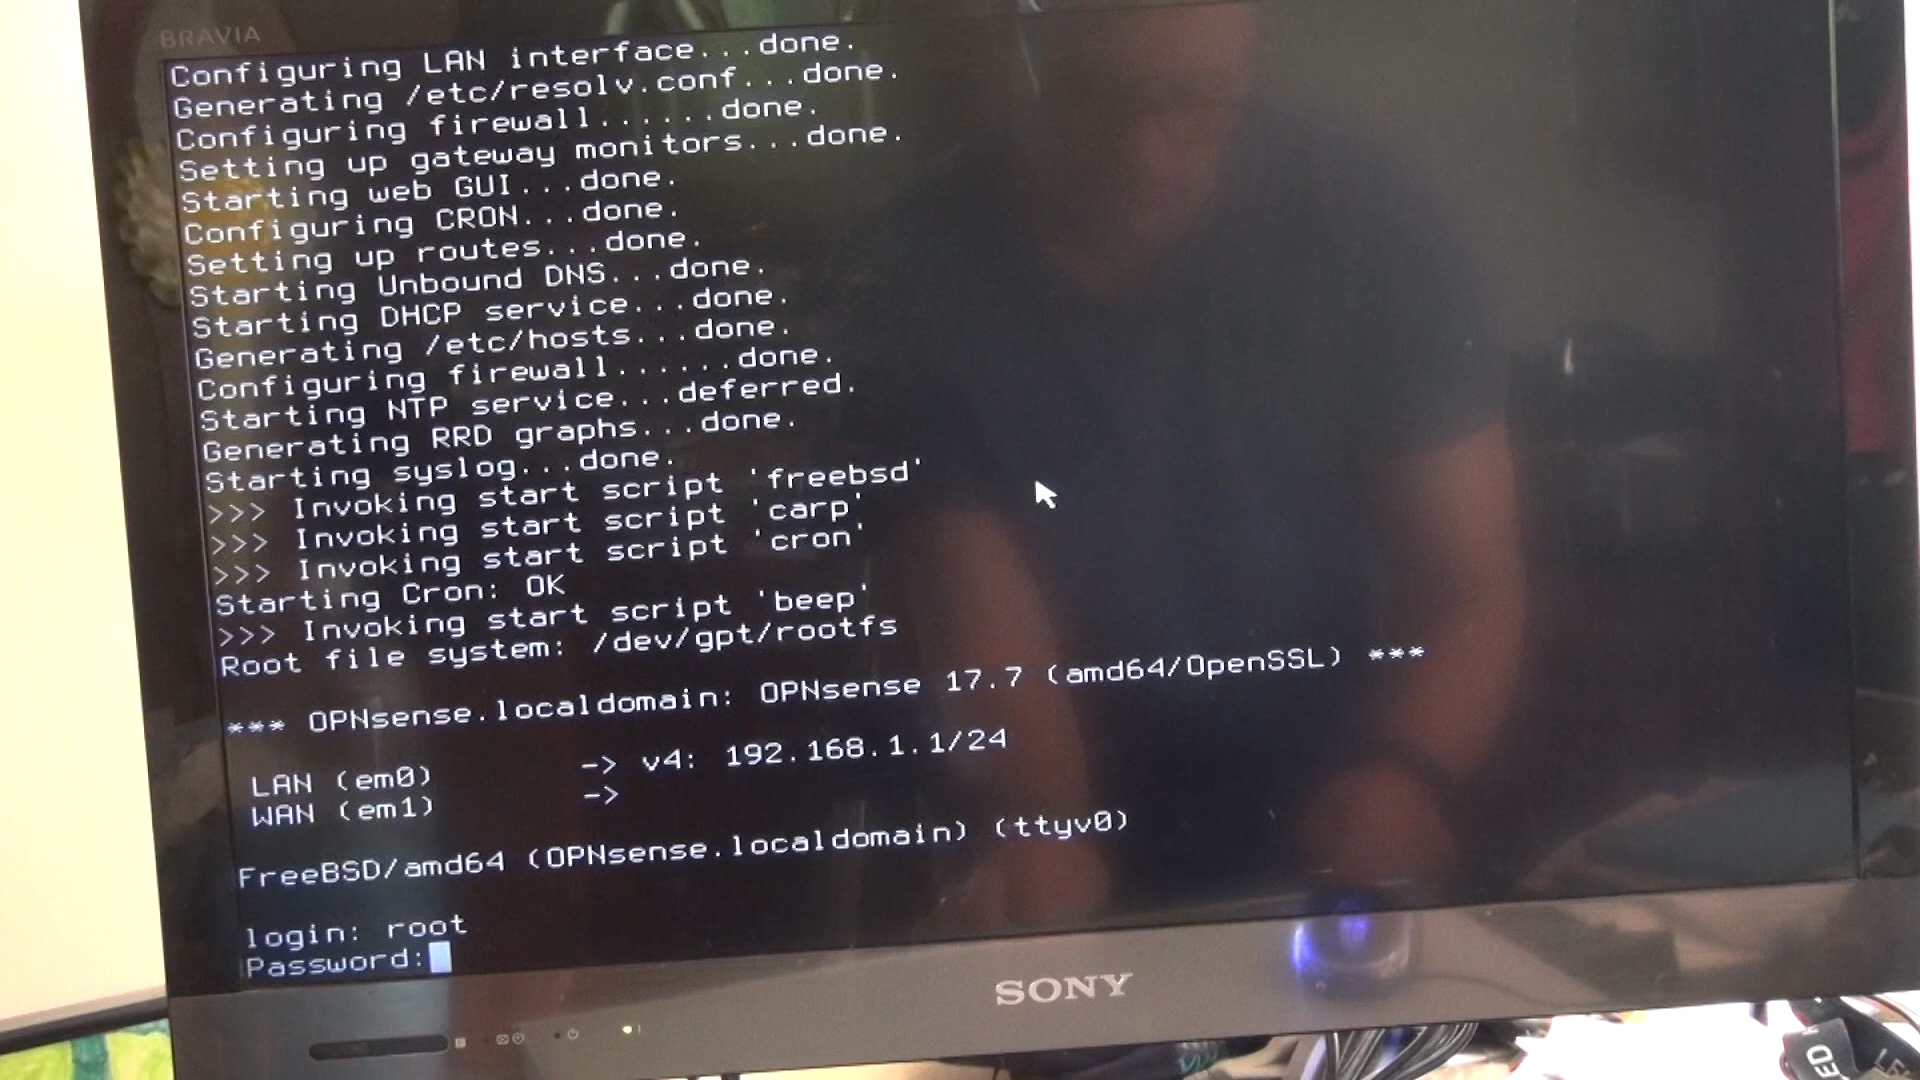 BRAVIA
Configuring LAN interface...done.
Generating /etc/resolv.conf...done.
Configuring firewall......done.
Setting up gateway monitors...done.
Starting web GUI...done.
Configuring CRON...done.
Setting up routes...done.
Starting Unbound DNS...done.
Starting DHCP service...done.
Generating /etc/hosts...done.
Configuring firewall......done.
Starting NTP service...deferred.
Generating RRD graphs...done.
Starting syslog...done.
>>> Invoking start script 'freebsd'
>>> Invoking start script 'carp'
>>> Invoking start script 'cron'
Starting Cron: OK
>>> Invoking start script 'beep'
Root file system: /dev/gpt/rootfs
*** OPNsense.localdomain: OPNsense 17.7 (amd64/OpenSSL) ***
LAN (em0) -> v4: 192.168.1.1/24
WAN (em1) ->
FreeBSD/amd64 (OPNsense.localdomain) (ttyv0)
login: root
Password:
SONY